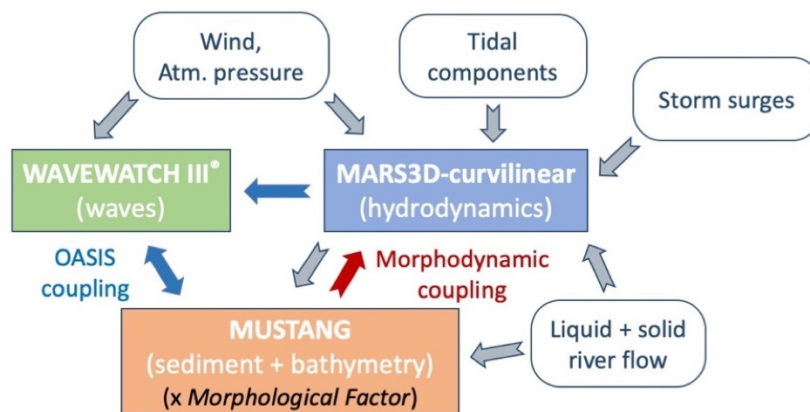 Wind,
Atm. pressure
Tidal
components
Storm surges
WAVEWATCH III®
(waves)
MARS3D-curvilinear
(hydrodynamics)
OASIS
coupling
Morphodynamic
coupling
MUSTANG
(sediment + bathymetry)
(x Morphological Factor)
Liquid + solid
river flow